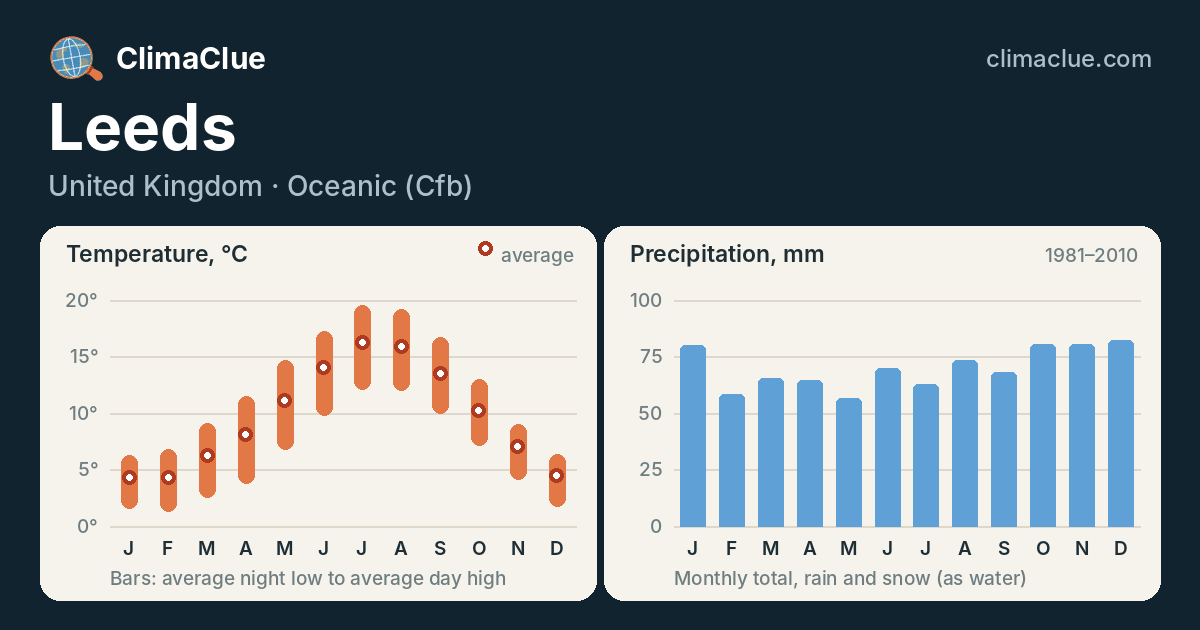 ClimaClue
climaclue.com
Leeds
United Kingdom · Oceanic (Cfb)
Temperature, °C
average
20°
15°
10°
5°
0°
J F M A M J J A S O N D
Bars: average night low to average day high
Precipitation, mm
1981–2010
100
75
50
25
0
J F M A M J J A S O N D
Monthly total, rain and snow (as water)